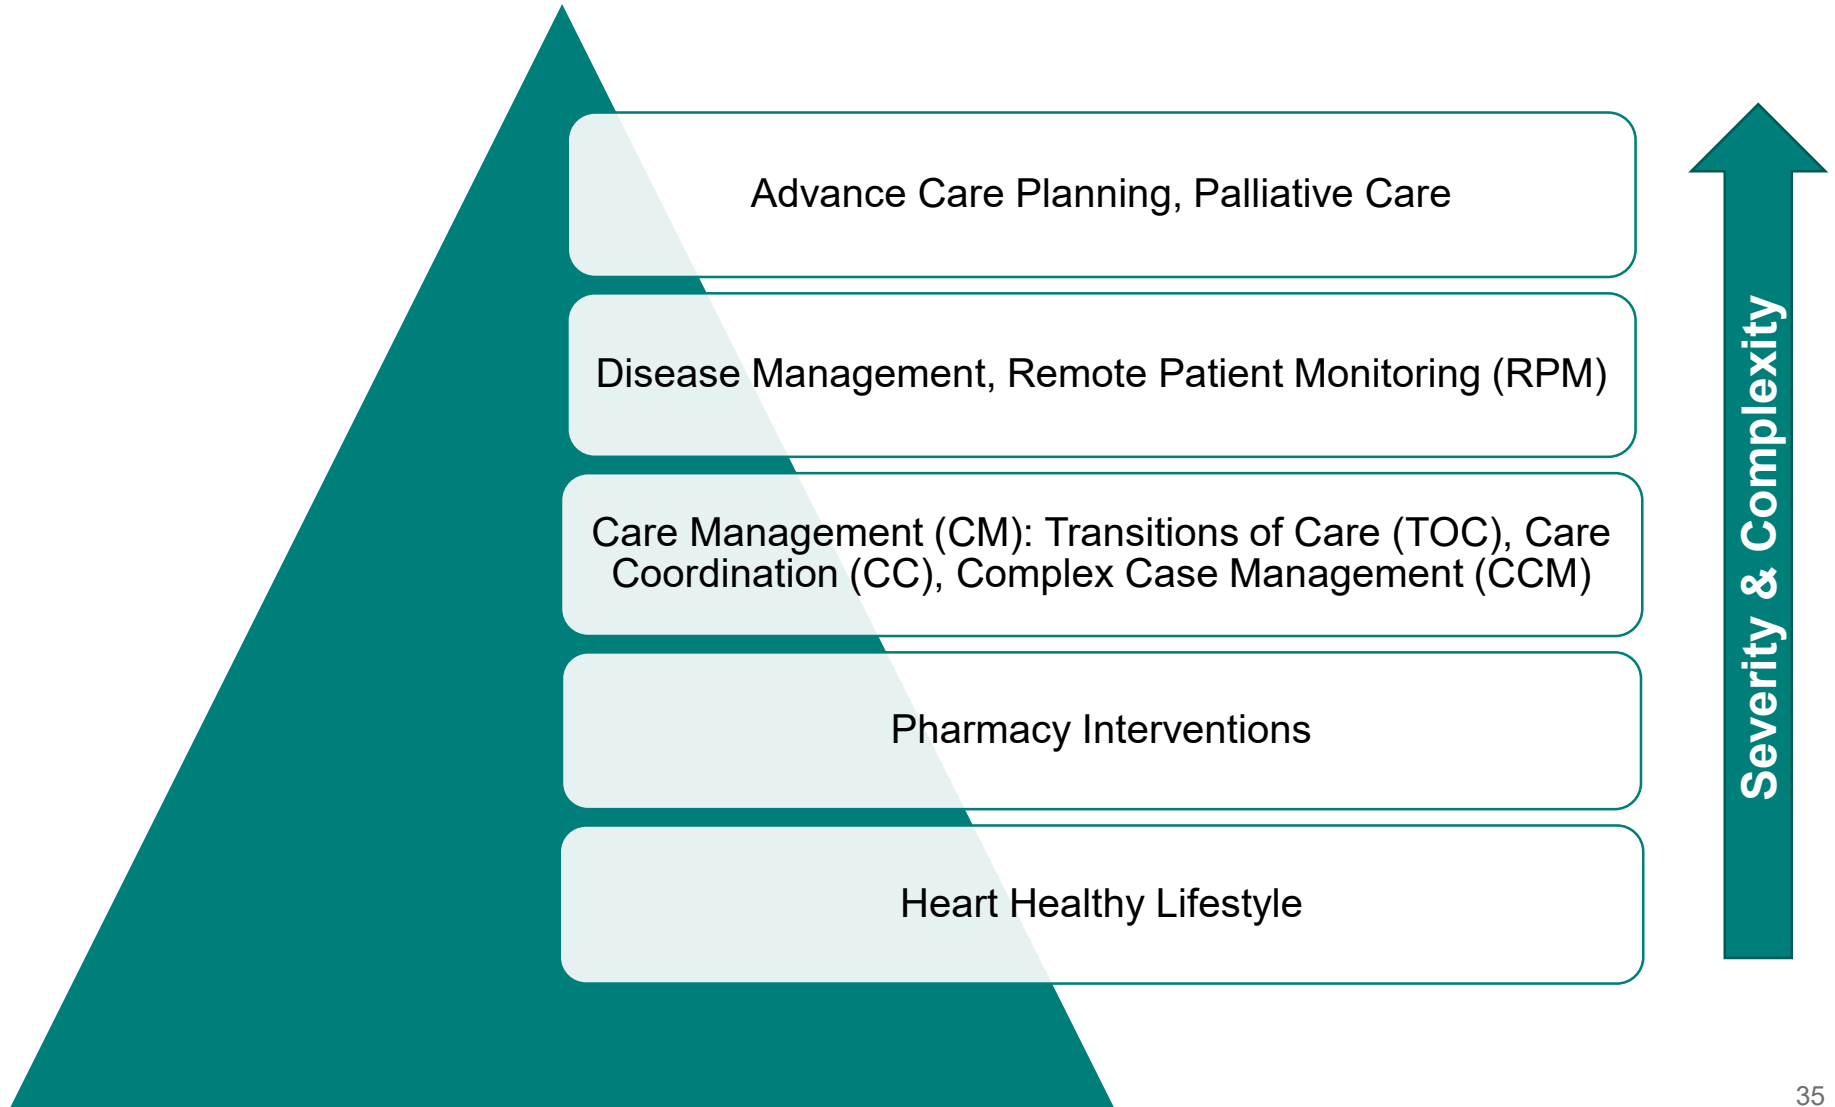 Advance Care Planning, Palliative Care
Disease Management, Remote Patient Monitoring (RPM)
Care Management (CM): Transitions of Care (TOC), Care
Coordination (CC), Complex Case Management (CCM)
Pharmacy Interventions
Heart Healthy Lifestyle
Severity & Complexity
35